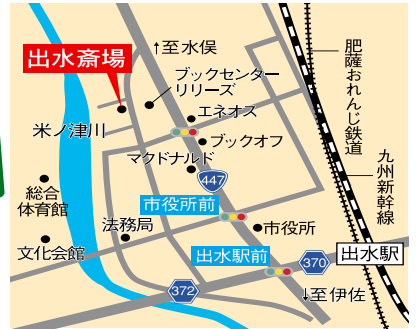 ↑至水俣
出水斎場
ブックセンター
リリーズ
エネオス
米ノ津川
ブックオフ
マクドナルド
447
肥薩おれんじ鉄道
九州新幹線
総合
体育館
市役所前
法務局
市役所
文化会館
出水駅前
370
出水駅
372
↓至伊佐